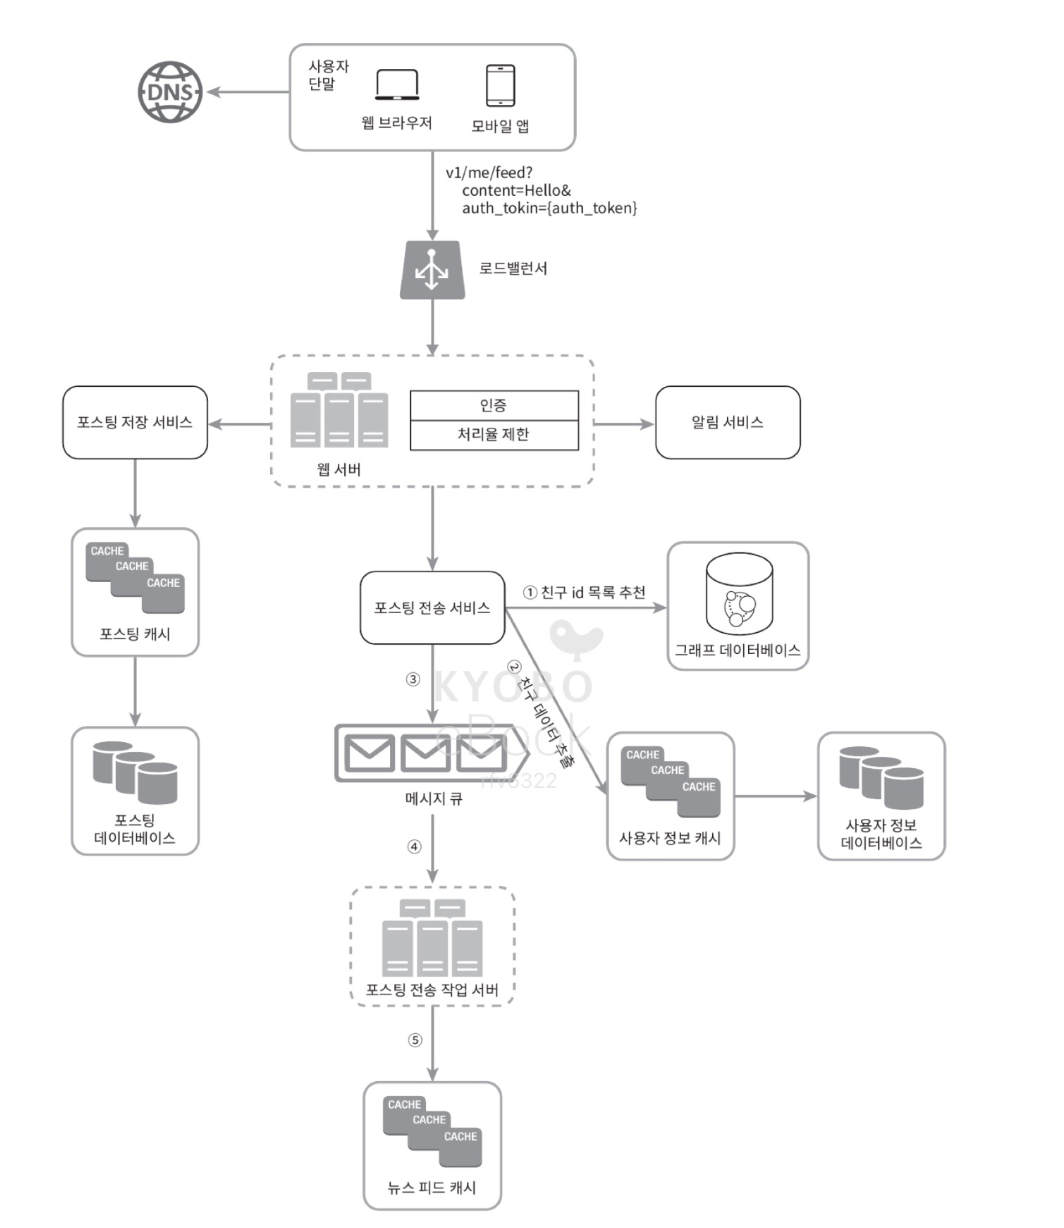 DNS
사용자
단말
웹 브라우저
모바일 앱
v1/me/feed?
content=Hello&
auth_tokin={auth_token}
로드밸런서
포스팅 저장 서비스
인증
처리율 제한
웹 서버
알림 서비스
CACHE
CACHE
CACHE
포스팅 캐시
포스팅 전송 서비스
① 친구 id 목록 추천
그래프 데이터베이스
② 친구 데이터 추출
③
KYOBO
eBook
rfv6322
메시지 큐
포스팅
데이터베이스
CACHE
CACHE
CACHE
사용자 정보 캐시
사용자 정보
데이터베이스
④
포스팅 전송 작업 서버
⑤
CACHE
CACHE
CACHE
뉴스 피드 캐시